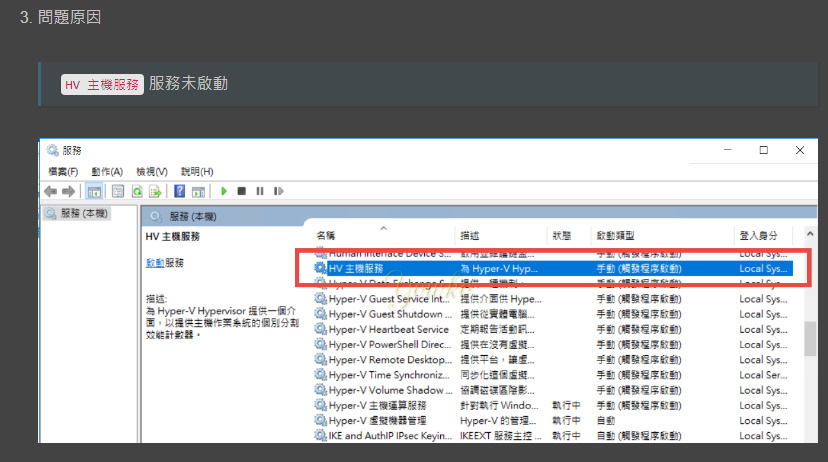 3. 問題原因
HV 主機服務 服務未啟動
服務
檔案(F) 動作(A) 檢視(V) 說明(H)
服務 (本機)
服務 (本機)
HV 主機服務
啟動服務
描述:
為 Hyper-V Hypervisor 提供一個介
面，以提供主機作業系統的個別分割
效能計數器。
名稱 描述 狀態 啟動類型 登入身分
Human Interface Device S... 啟用並維護鍵盤... 手動 (觸發程序啟動) Local Sys...
HV 主機服務 為 Hyper-V Hyp... 手動 (觸發程序啟動) Local Sys...
Hyper-V Data Exchange S... 提供一種機制，... 手動 (觸發程序啟動) Local Sys...
Hyper-V Guest Service Int... 提供介面供 Hype... 手動 (觸發程序啟動) Local Sys...
Hyper-V Guest Shutdown ... 提供從實體電腦... 手動 (觸發程序啟動) Local Sys...
Hyper-V Heartbeat Service 定期報告活動訊... 手動 (觸發程序啟動) Local Sys...
Hyper-V PowerShell Direc... 提供在沒有虛擬... 手動 (觸發程序啟動) Local Sys...
Hyper-V Remote Desktop... 提供平台，讓虛... 手動 (觸發程序啟動) Local Sys...
Hyper-V Time Synchroniz... 同步化這個虛擬... 手動 (觸發程序啟動) Local Ser...
Hyper-V Volume Shadow ... 協調磁碟區陰影... 手動 (觸發程序啟動) Local Sys...
Hyper-V 主機運算服務 針對執行 Windo... 執行中 手動 (觸發程序啟動) Local Sys...
Hyper-V 虛擬機器管理 Hyper-V 的管理... 執行中 自動 Local Sys...
IKE and AuthIP IPsec Keyin... IKEEXT 服務主控 ... 執行中 自動 (觸發程序啟動) Local Sys...